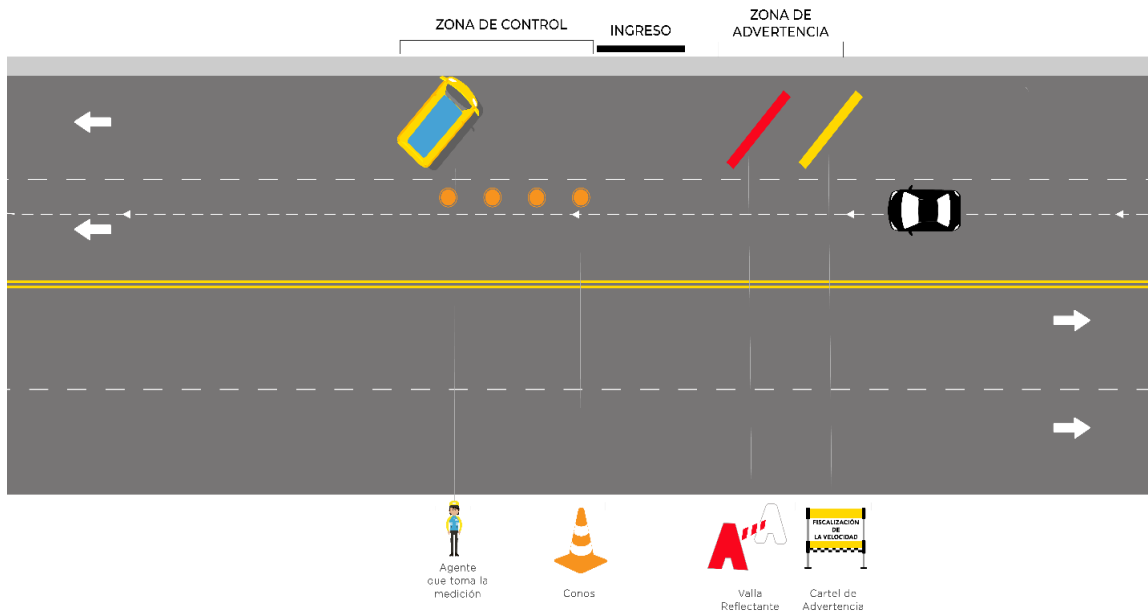 ZONA DE CONTROL
INGRESO
ZONA DE
ADVERTENCIA
Agente
que toma la
medición
Conos
Valla
Reflectante
FISCALIZACIÓN
DE
LA VELOCIDAD
Cartel de
Advertencia